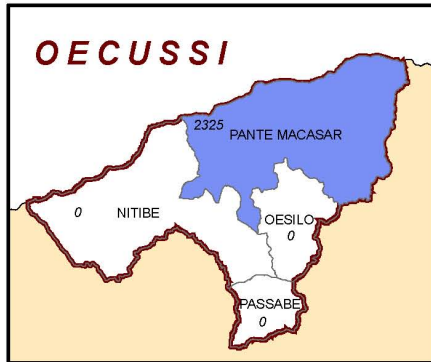 OECUSSI
2325
PANTE MACASAR
0
NITIBE
OESILO
0
PASSABE
0